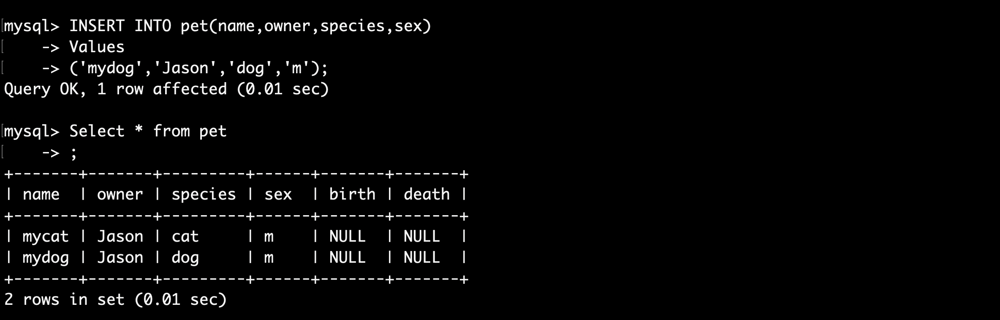 mysql> INSERT INTO pet(name,owner,species,sex)
    -> Values
    -> ('mydog','Jason','dog','m');
Query OK, 1 row affected (0.01 sec)
mysql> Select * from pet
    -> ;
+-------+-------+---------+------+-------+-------+
| name  | owner | species | sex  | birth | death |
+-------+-------+---------+------+-------+-------+
| mycat | Jason | cat     | m    | NULL  | NULL  |
| mydog | Jason | dog     | m    | NULL  | NULL  |
+-------+-------+---------+------+-------+-------+
2 rows in set (0.01 sec)